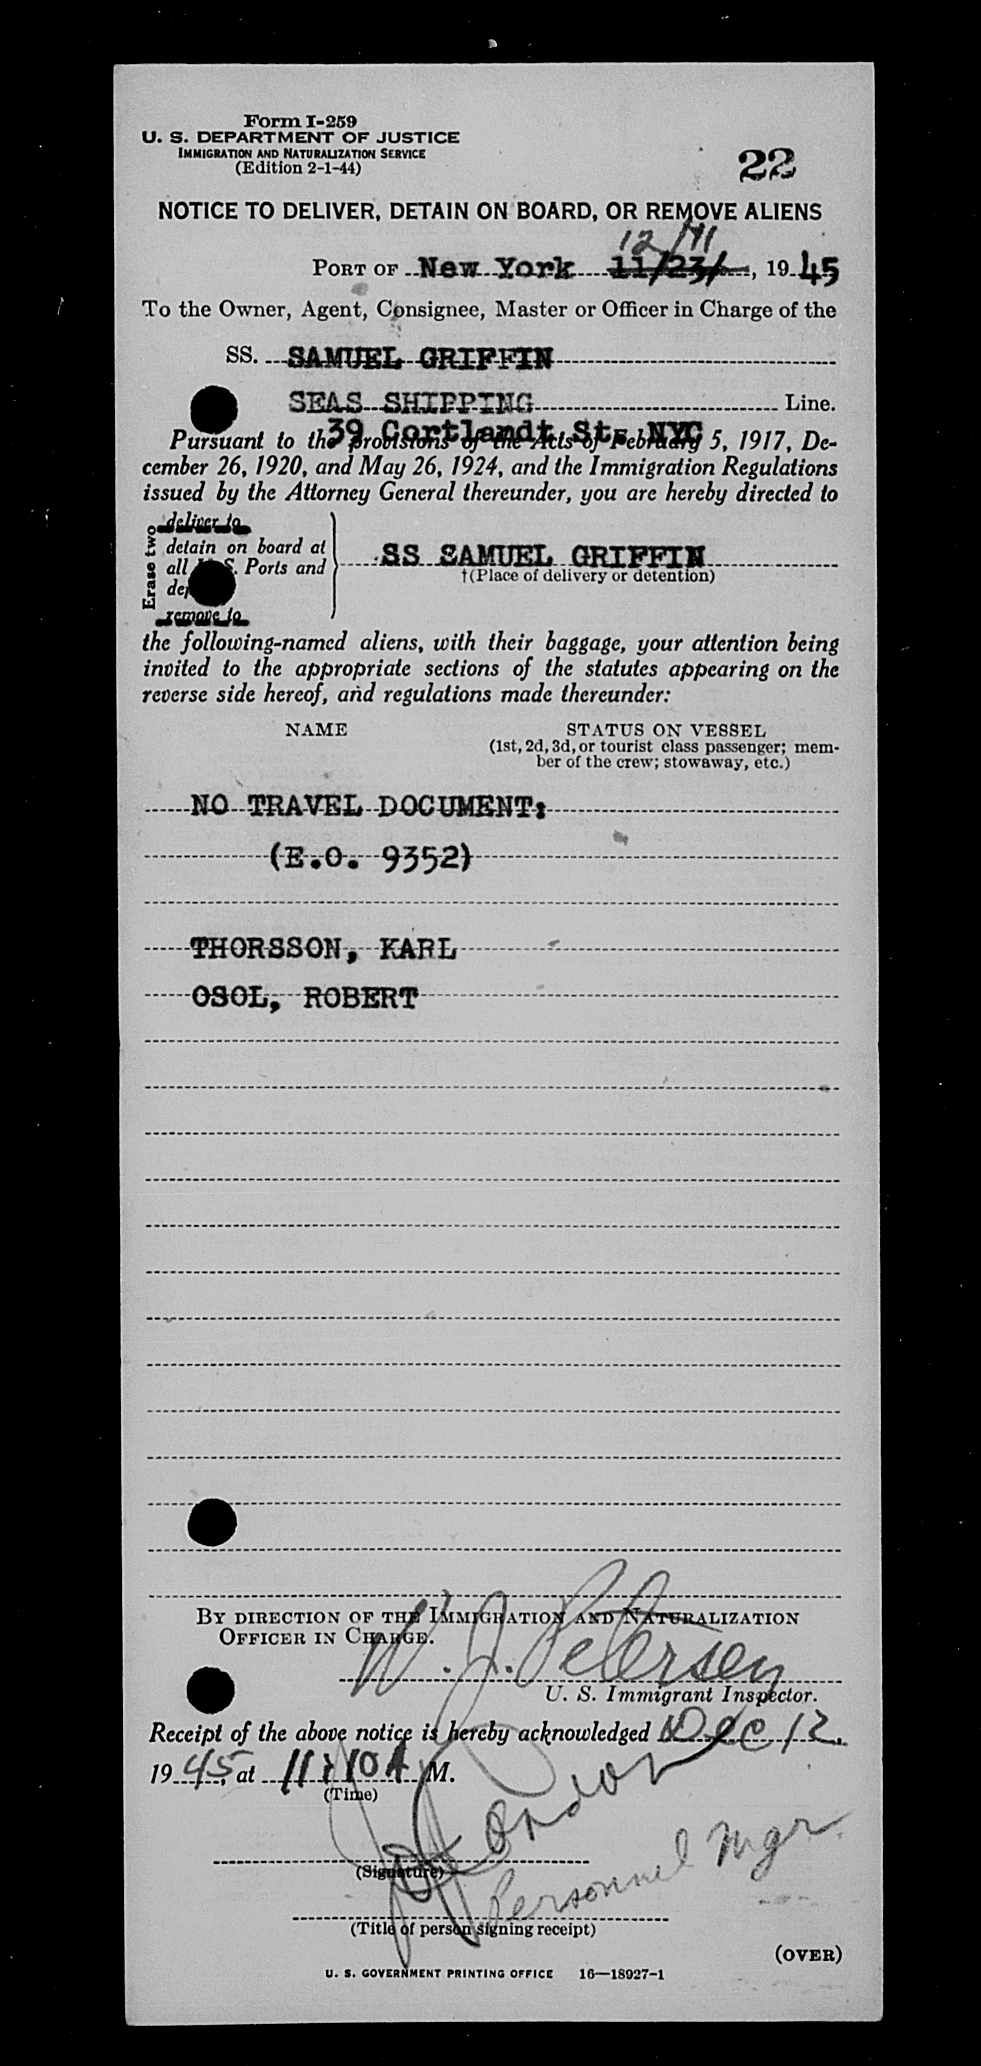 Form I-259
U. S. DEPARTMENT OF JUSTICE
IMMIGRATION AND NATURALIZATION SERVICE
(Edition 2-1-44)
22
NOTICE TO DELIVER, DETAIN ON BOARD, OR REMOVE ALIENS
12/11
PORT OF New York 11/23/, 1945
To the Owner, Agent, Consignee, Master or Officer in Charge of the
SS. SAMUEL GRIFFIN
SEAS SHIPPING Line.
39 Cortlandt St., NYC
Pursuant to the provisions of the Acts of February 5, 1917, De-
cember 26, 1920, and May 26, 1924, and the Immigration Regulations
issued by the Attorney General thereunder, you are hereby directed to
Erase two
deliver to
detain on board at
all U. S. Ports and
SS SAMUEL GRIFFIN
†(Place of delivery or detention)
remove to
the following-named aliens, with their baggage, your attention being
invited to the appropriate sections of the statutes appearing on the
reverse side hereof, and regulations made thereunder:
NAME STATUS ON VESSEL
(1st, 2d, 3d, or tourist class passenger; mem-
ber of the crew; stowaway, etc.)
NO TRAVEL DOCUMENT:
(E.O. 9352)
THORSSON, KARL
OSOL, ROBERT
BY DIRECTION OF THE IMMIGRATION AND NATURALIZATION
OFFICER IN CHARGE.
W. J. Petersen
U. S. Immigrant Inspector.
Receipt of the above notice is hereby acknowledged Dec 12,
1945, at 11:10 A M.
(Time)
(Signature)
Personnel Mgr.
(Title of person signing receipt)
(OVER)
U. S. GOVERNMENT PRINTING OFFICE 16—18927-1